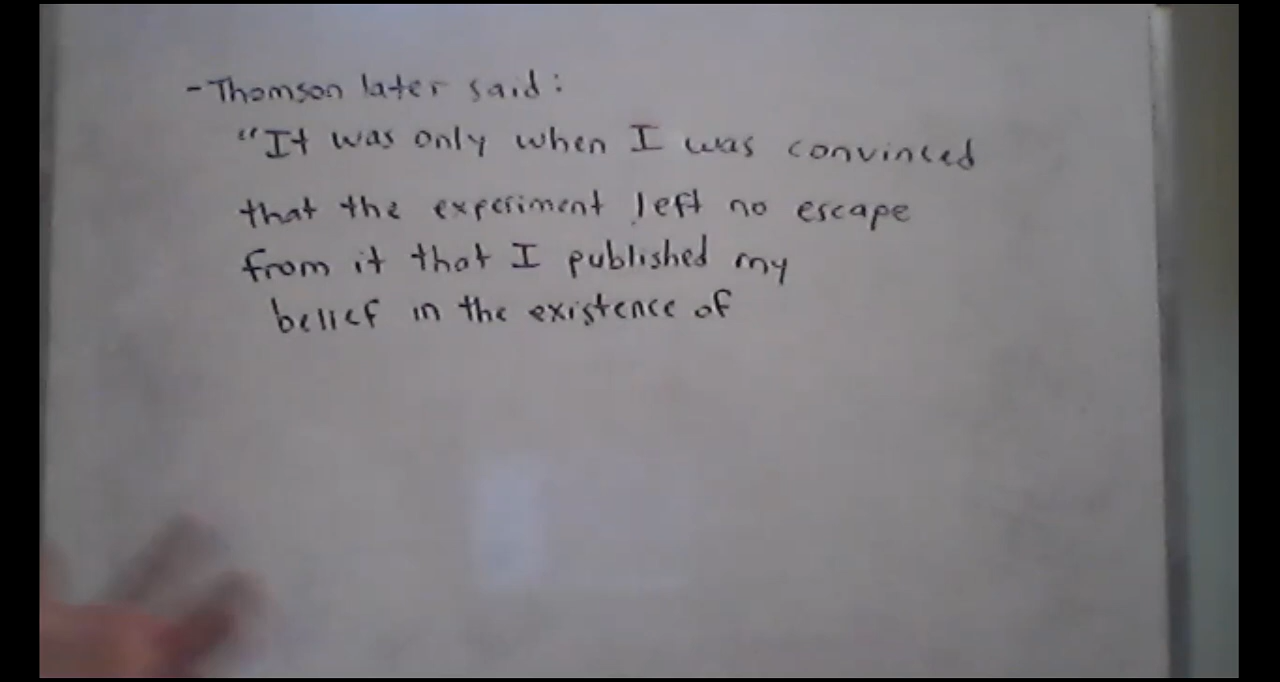 - Thomson later said:
"It was only when I was convinced
that the experiment left no escape
from it that I published my
belief in the existence of